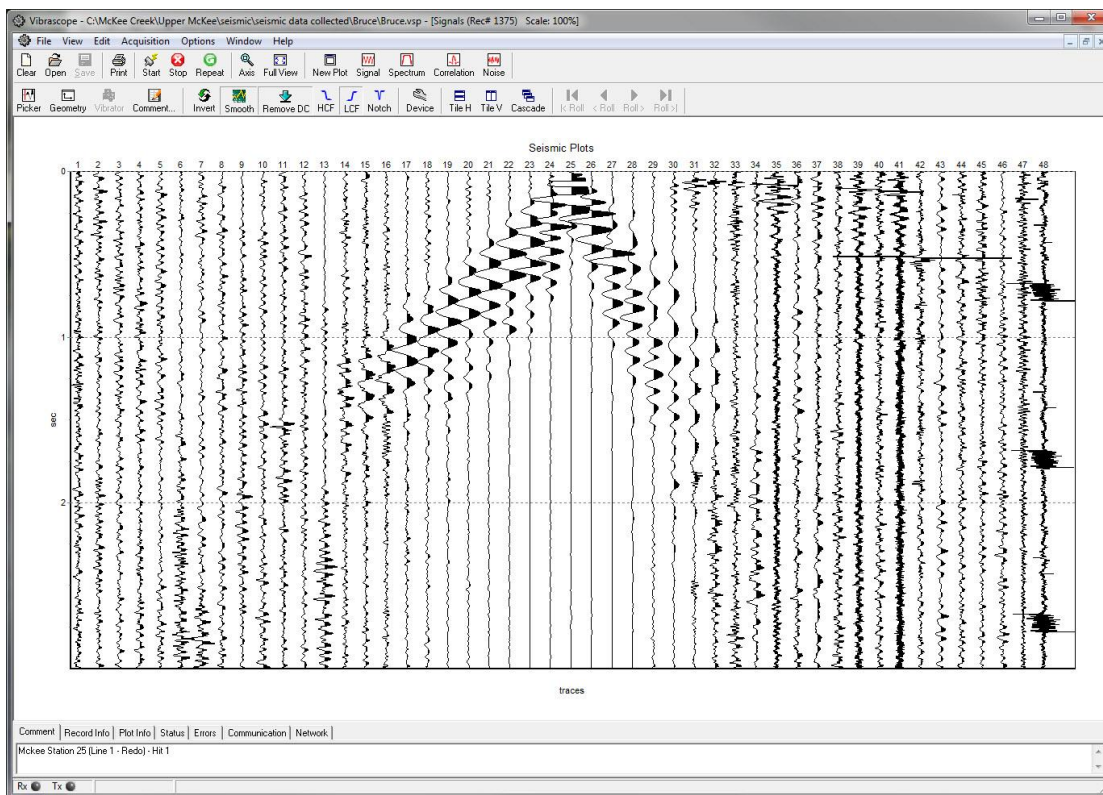 Vibrascope - C:\McKee Creek\Upper McKee\seismic\seismic data collected\Bruce\Bruce.vsp - [Signals (Rec# 1375) Scale: 100%]
File View Edit Acquisition Options Window Help
Clear Open Save Print Start Stop Repeat Axis Full View New Plot Signal Spectrum Correlation Noise
Picker Geometry Vibrator Comment... Invert Smooth Remove DC HCF LCF Notch Device Tile H Tile V Cascade |< Roll < Roll Roll > Roll >|
Seismic Plots
1 2 3 4 5 6 7 8 9 10 11 12 13 14 15 16 17 18 19 20 21 22 23 24 25 26 27 28 29 30 31 32 33 34 35 36 37 38 39 40 41 42 43 44 45 46 47 48
0
1
sec
2
traces
Comment Record Info Plot Info Status Errors Communication Network
Mckee Station 25 (Line 1 - Redo) - Hit 1
Rx Tx